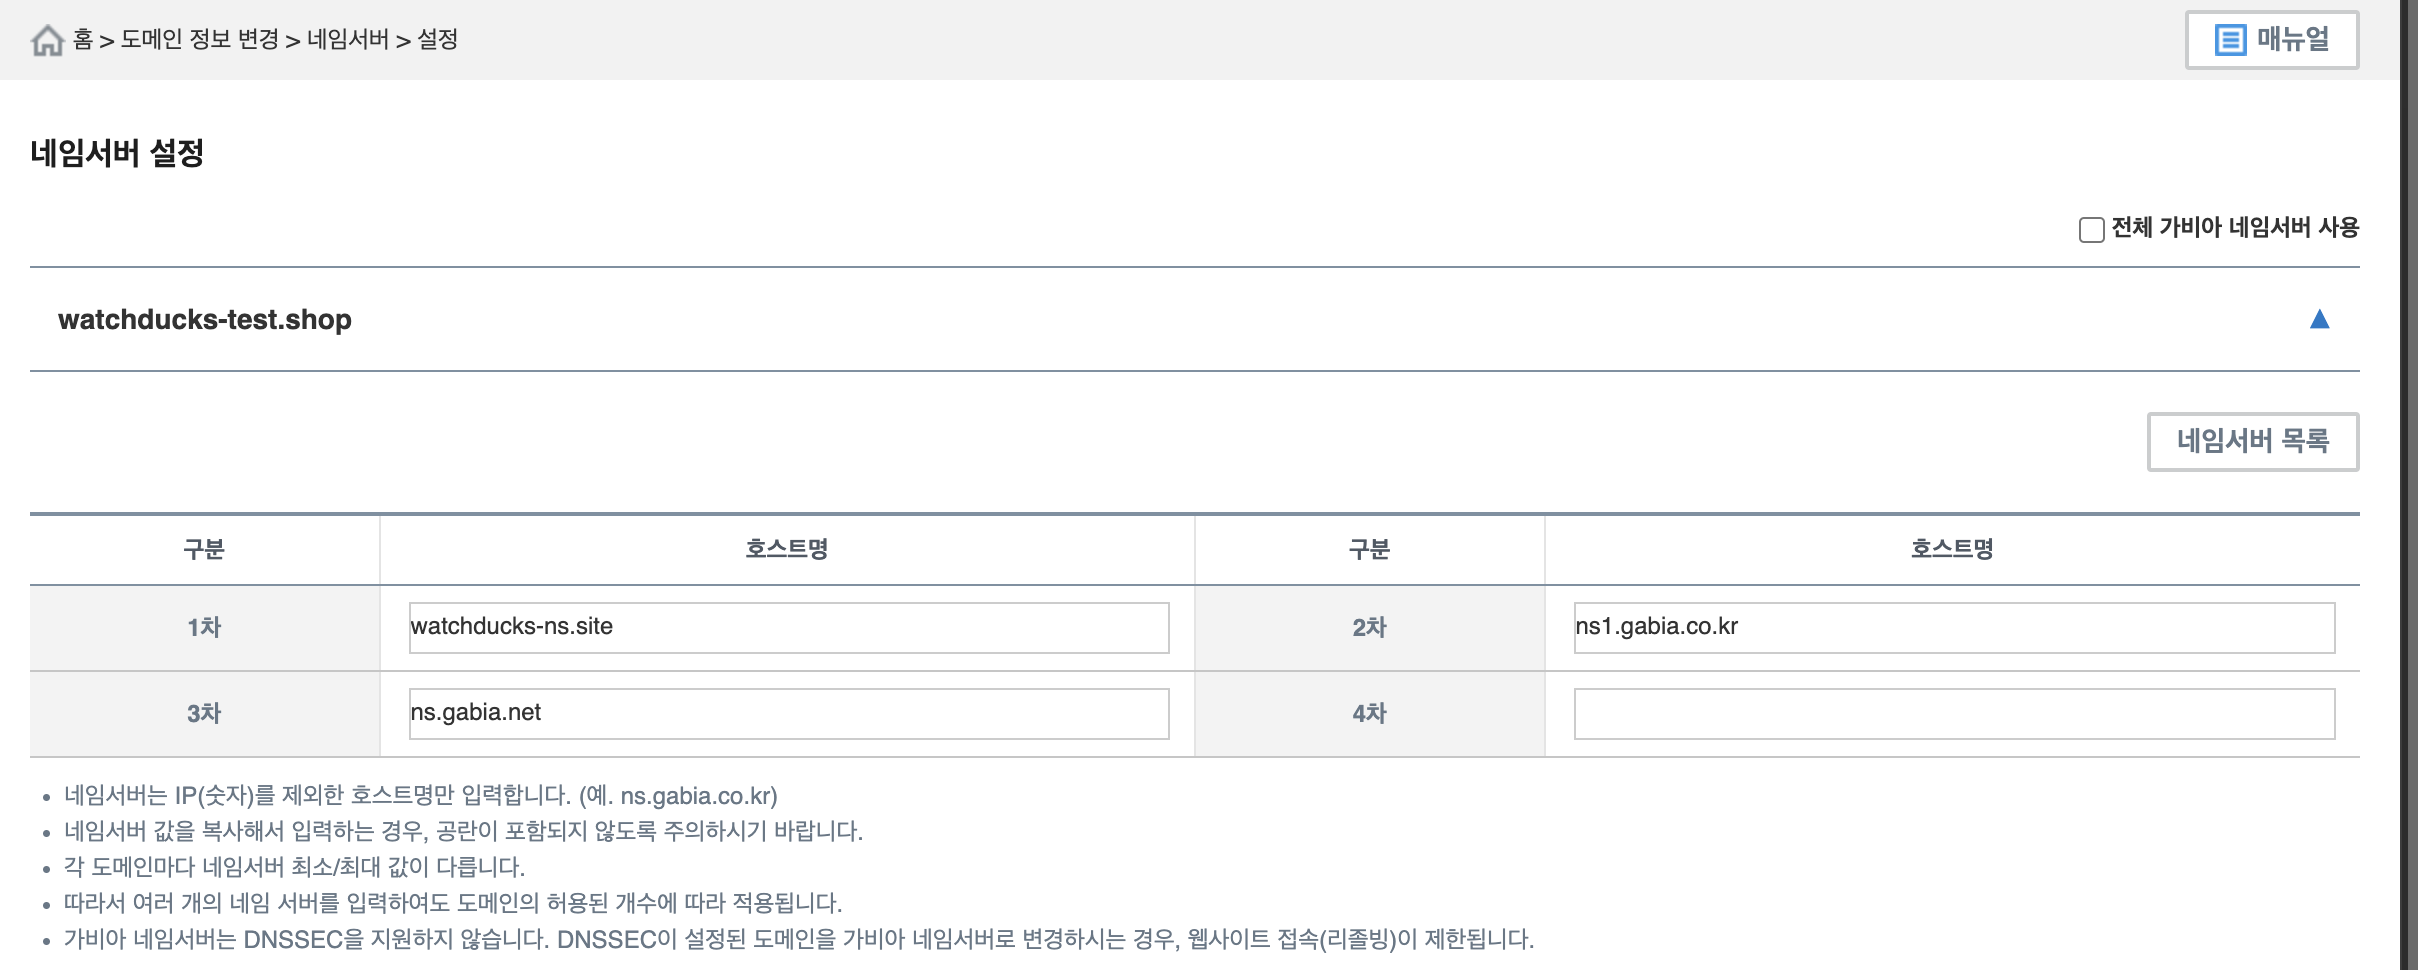 홈 > 도메인 정보 변경 > 네임서버 > 설정
매뉴얼
네임서버 설정
전체 가비아 네임서버 사용
watchducks-test.shop
▲
네임서버 목록
구분 호스트명 구분 호스트명
1차 watchducks-ns.site 2차 ns1.gabia.co.kr
3차 ns.gabia.net 4차
• 네임서버는 IP(숫자)를 제외한 호스트명만 입력합니다. (예. ns.gabia.co.kr)
• 네임서버 값을 복사해서 입력하는 경우, 공란이 포함되지 않도록 주의하시기 바랍니다.
• 각 도메인마다 네임서버 최소/최대 값이 다릅니다.
• 따라서 여러 개의 네임 서버를 입력하여도 도메인의 허용된 개수에 따라 적용됩니다.
• 가비아 네임서버는 DNSSEC을 지원하지 않습니다. DNSSEC이 설정된 도메인을 가비아 네임서버로 변경하시는 경우, 웹사이트 접속(리졸빙)이 제한됩니다.